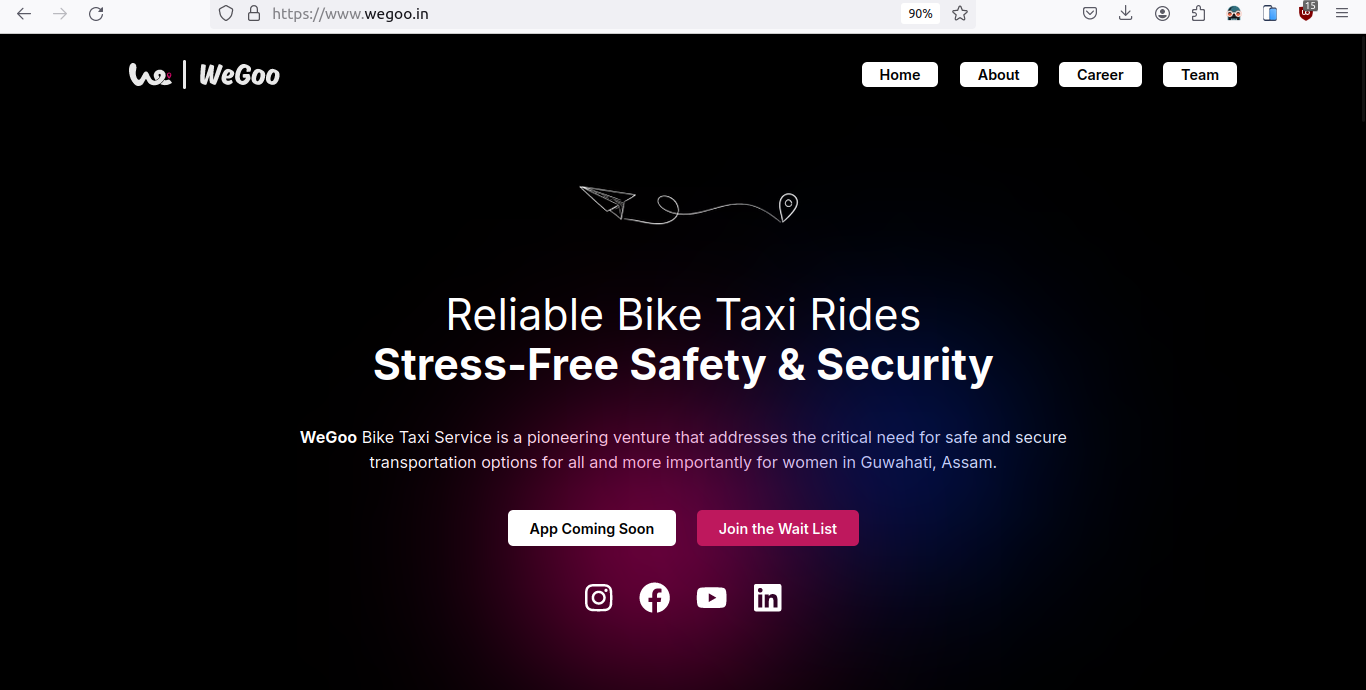 https://www.wegoo.in
90%
15
We | WeGoo
Home
About
Career
Team
Reliable Bike Taxi Rides
Stress-Free Safety & Security
WeGoo Bike Taxi Service is a pioneering venture that addresses the critical need for safe and secure
transportation options for all and more importantly for women in Guwahati, Assam.
App Coming Soon
Join the Wait List